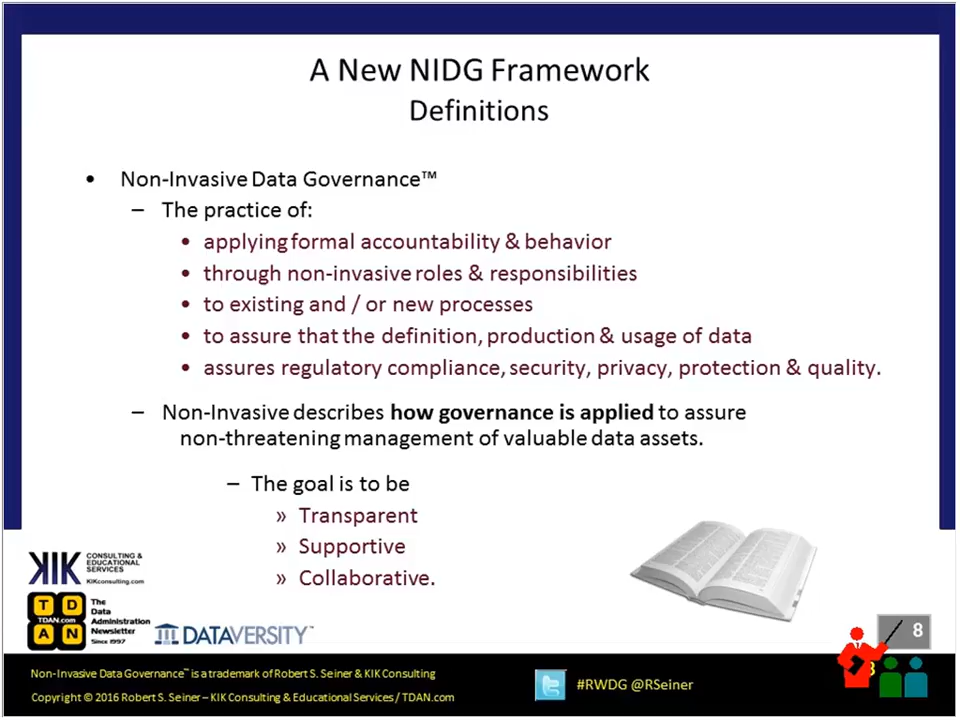 A New NIDG Framework
Definitions
• Non-Invasive Data Governance™
– The practice of:
• applying formal accountability & behavior
• through non-invasive roles & responsibilities
• to existing and / or new processes
• to assure that the definition, production & usage of data
• assures regulatory compliance, security, privacy, protection & quality.
– Non-Invasive describes how governance is applied to assure
non-threatening management of valuable data assets.
– The goal is to be
» Transparent
» Supportive
» Collaborative.
KIK CONSULTING &
EDUCATIONAL
SERVICES
KIKconsulting.com
T D
TDAN.com
A N
The
Data
Administration
Newsletter
Since 1997
DATAVERSITY™
8
Non-Invasive Data Governance™ is a trademark of Robert S. Seiner & KIK Consulting
Copyright © 2016 Robert S. Seiner – KIK Consulting & Educational Services / TDAN.com
#RWDG @RSeiner